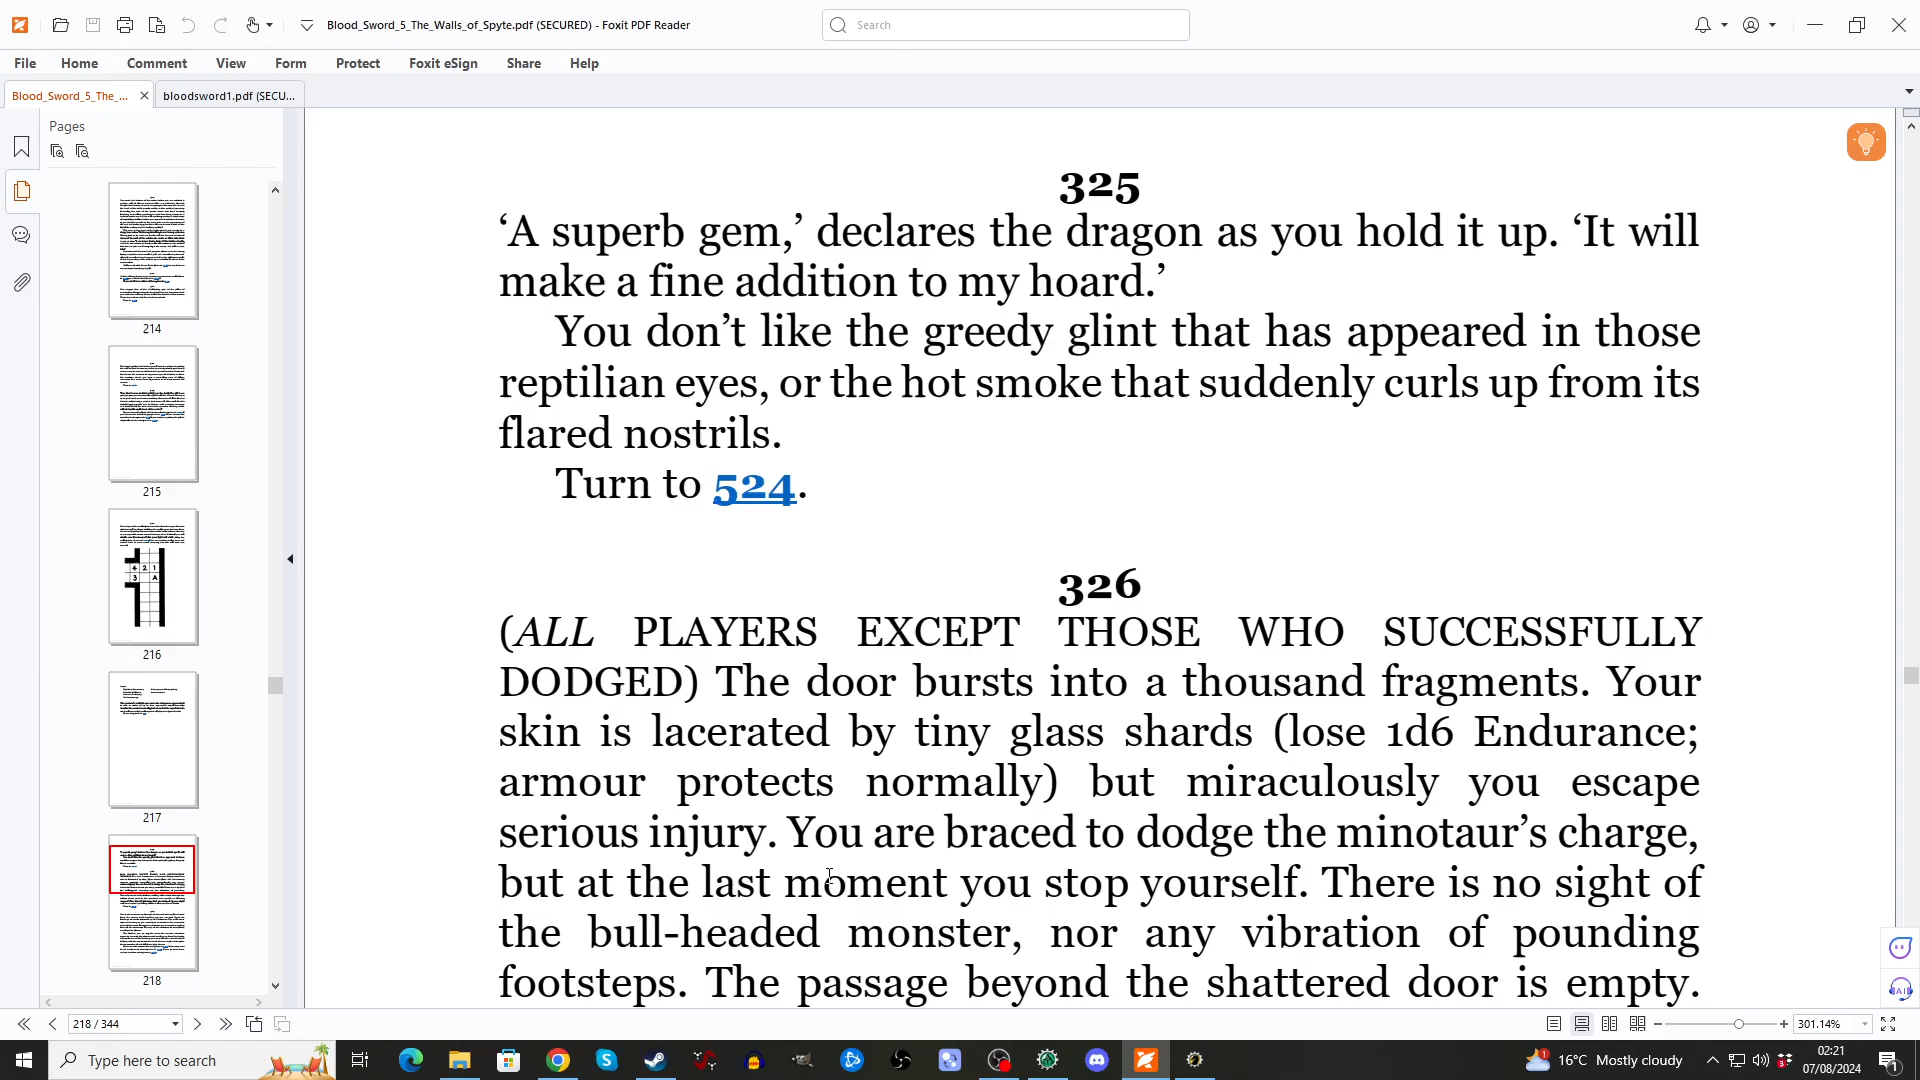 Blood_Sword_5_The_Walls_of_Spyte.pdf (SECURED) - Foxit PDF Reader
Search
File Home Comment View Form Protect Foxit eSign Share Help
Blood_Sword_5_The_... bloodsword1.pdf (SECU...
Pages
214
215
216
217
218
325
‘A superb gem,’ declares the dragon as you hold it up. ‘It will
make a fine addition to my hoard.’
You don’t like the greedy glint that has appeared in those
reptilian eyes, or the hot smoke that suddenly curls up from its
flared nostrils.
Turn to 524.
326
(ALL PLAYERS EXCEPT THOSE WHO SUCCESSFULLY
DODGED) The door bursts into a thousand fragments. Your
skin is lacerated by tiny glass shards (lose 1d6 Endurance;
armour protects normally) but miraculously you escape
serious injury. You are braced to dodge the minotaur’s charge,
but at the last moment you stop yourself. There is no sight of
the bull-headed monster, nor any vibration of pounding
footsteps. The passage beyond the shattered door is empty.
218 / 344
301.14%
Type here to search
16°C Mostly cloudy
02:21
07/08/2024